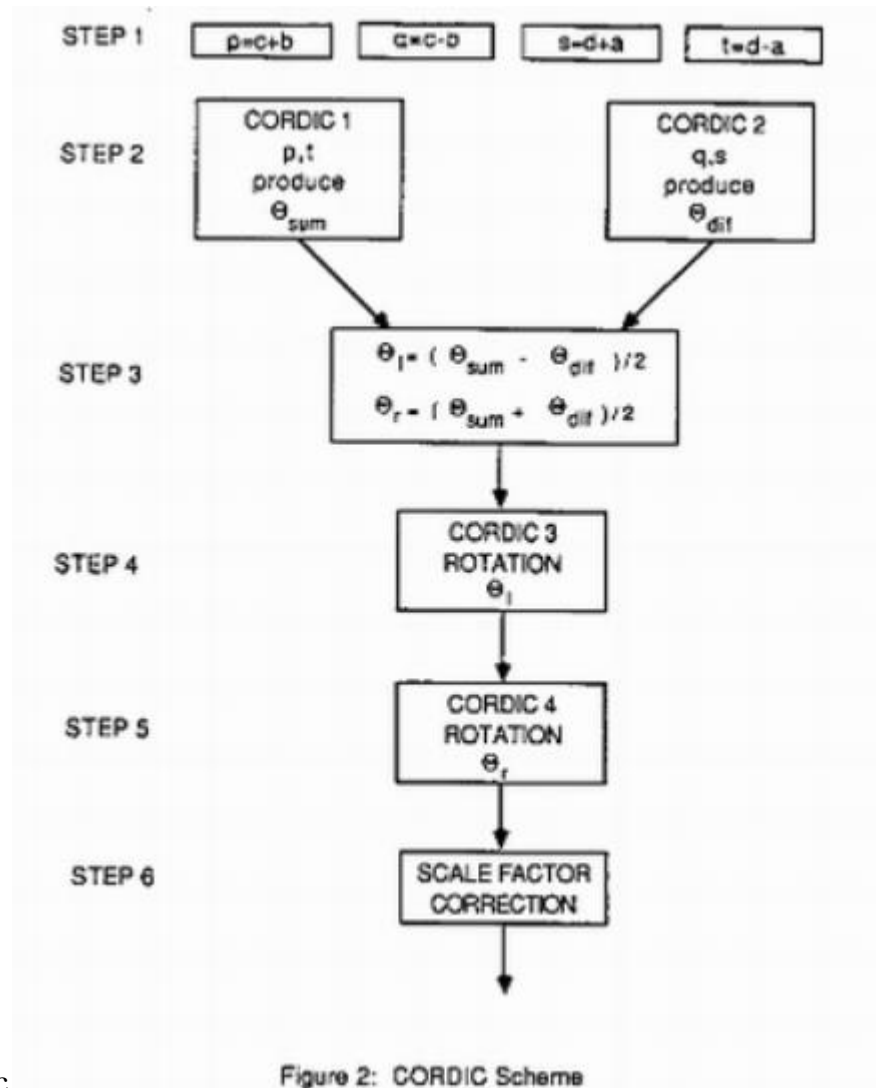 STEP 1 p=c+b q=c-b s=d+a t=d-a
STEP 2
CORDIC 1
p,t
produce
Θsum
CORDIC 2
q,s
produce
Θdif
STEP 3
Θl = ( Θsum - Θdif )/2
Θr = ( Θsum + Θdif )/2
STEP 4
CORDIC 3
ROTATION
Θl
STEP 5
CORDIC 4
ROTATION
Θr
STEP 6
SCALE FACTOR
CORRECTION
Figure 2: CORDIC Scheme